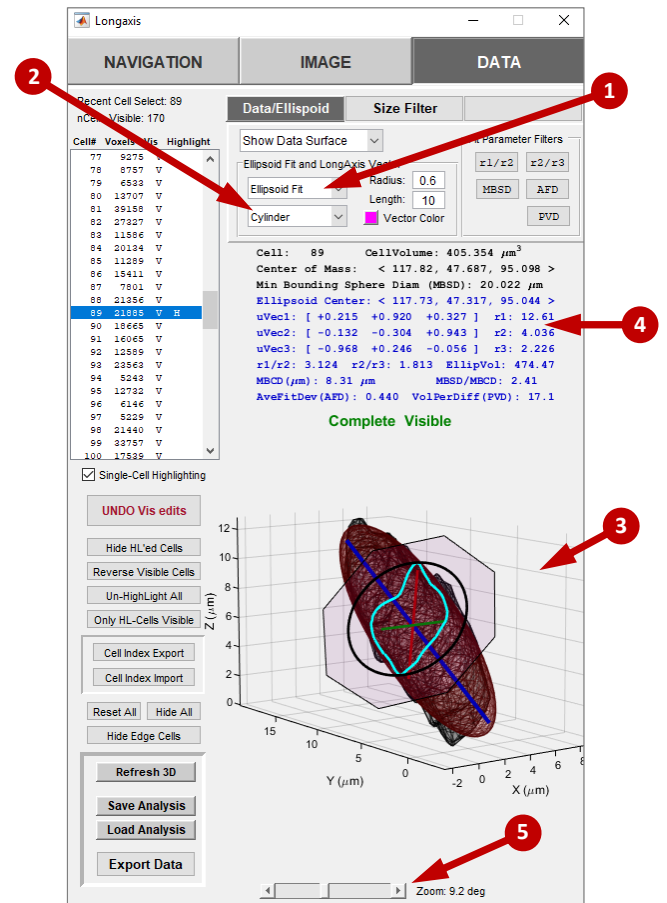 Longaxis
NAVIGATION IMAGE DATA
2
1
Recent Cell Select: 89
Visible: 170
Data/Ellispoid Size Filter
Cell# Voxels Vis Highlight
77 9275 V
78 8757 V
79 6533 V
80 13707 V
81 39158 V
82 27327 V
83 11586 V
84 20134 V
85 11289 V
86 15411 V
87 7801 V
88 21356 V
89 21885 V H
90 18665 V
91 16065 V
92 12589 V
93 23563 V
94 5243 V
95 12732 V
96 6146 V
97 5229 V
98 21440 V
99 33757 V
100 17539 V
Show Data Surface
Ellipsoid Fit and LongAxis Vector
Ellipsoid Fit
Radius: 0.6
Length: 10
Cylinder
Vector Color
Parameter Filters
r1/r2 r2/r3
MBSD AFD
PVD
Cell: 89 CellVolume: 405.354 μm³
Center of Mass: < 117.82, 47.687, 95.098 >
Min Bounding Sphere Diam (MBSD): 20.022 μm
Ellipsoid Center: < 117.73, 47.317, 95.044 >
uVec1: [ +0.215 +0.920 +0.327 ] r1: 12.61
uVec2: [ -0.132 -0.304 +0.943 ] r2: 4.036
uVec3: [ -0.968 +0.246 -0.056 ] r3: 2.226
r1/r2: 3.124 r2/r3: 1.813 EllipVol: 474.47
MBCD(μm): 8.31 μm MBSD/MBCD: 2.41
AveFitDev(AFD): 0.440 VolPerDiff(PVD): 17.1
4
Complete Visible
Single-Cell Highlighting
UNDO Vis edits
Hide HL'ed Cells
Reverse Visible Cells
Un-HighLight All
Only HL-Cells Visible
Cell Index Export
Cell Index Import
Reset All Hide All
Hide Edge Cells
Refresh 3D
Save Analysis
Load Analysis
Export Data
3
12
10
8
6
4
2
0
Z (μm)
15
10
5
0
Y (μm)
-2
0
2
4
6
8
X (μm)
5
Zoom: 9.2 deg